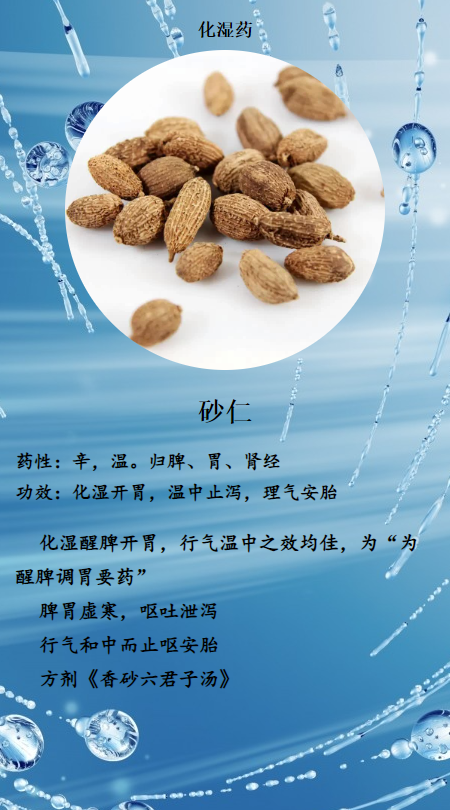 化湿药
砂仁
药性：辛，温。归脾、胃、肾经
功效：化湿开胃，温中止泻，理气安胎
化湿醒脾开胃，行气温中之效均佳，为“为
醒脾调胃要药”
脾胃虚寒，呕吐泄泻
行气和中而止呕安胎
方剂《香砂六君子汤》